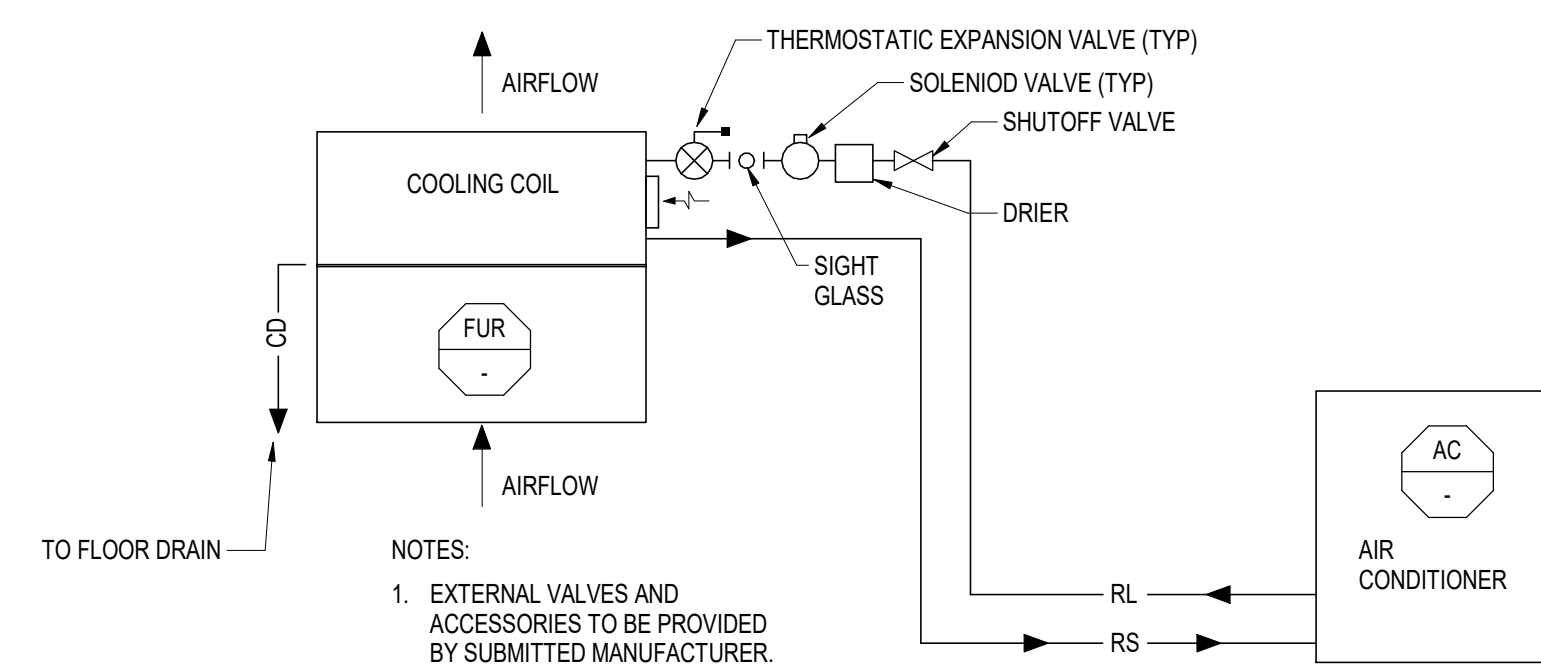 THERMOSTATIC EXPANSION VALVE (TYP)
AIRFLOW
SOLENIOD VALVE (TYP)
SHUTOFF VALVE
COOLING COIL
DRIER
SIGHT
GLASS
CD
FUR
-
AC
-
AIRFLOW
TO FLOOR DRAIN
NOTES:
1. EXTERNAL VALVES AND
ACCESSORIES TO BE PROVIDED
BY SUBMITTED MANUFACTURER.
AIR
CONDITIONER
RL
RS